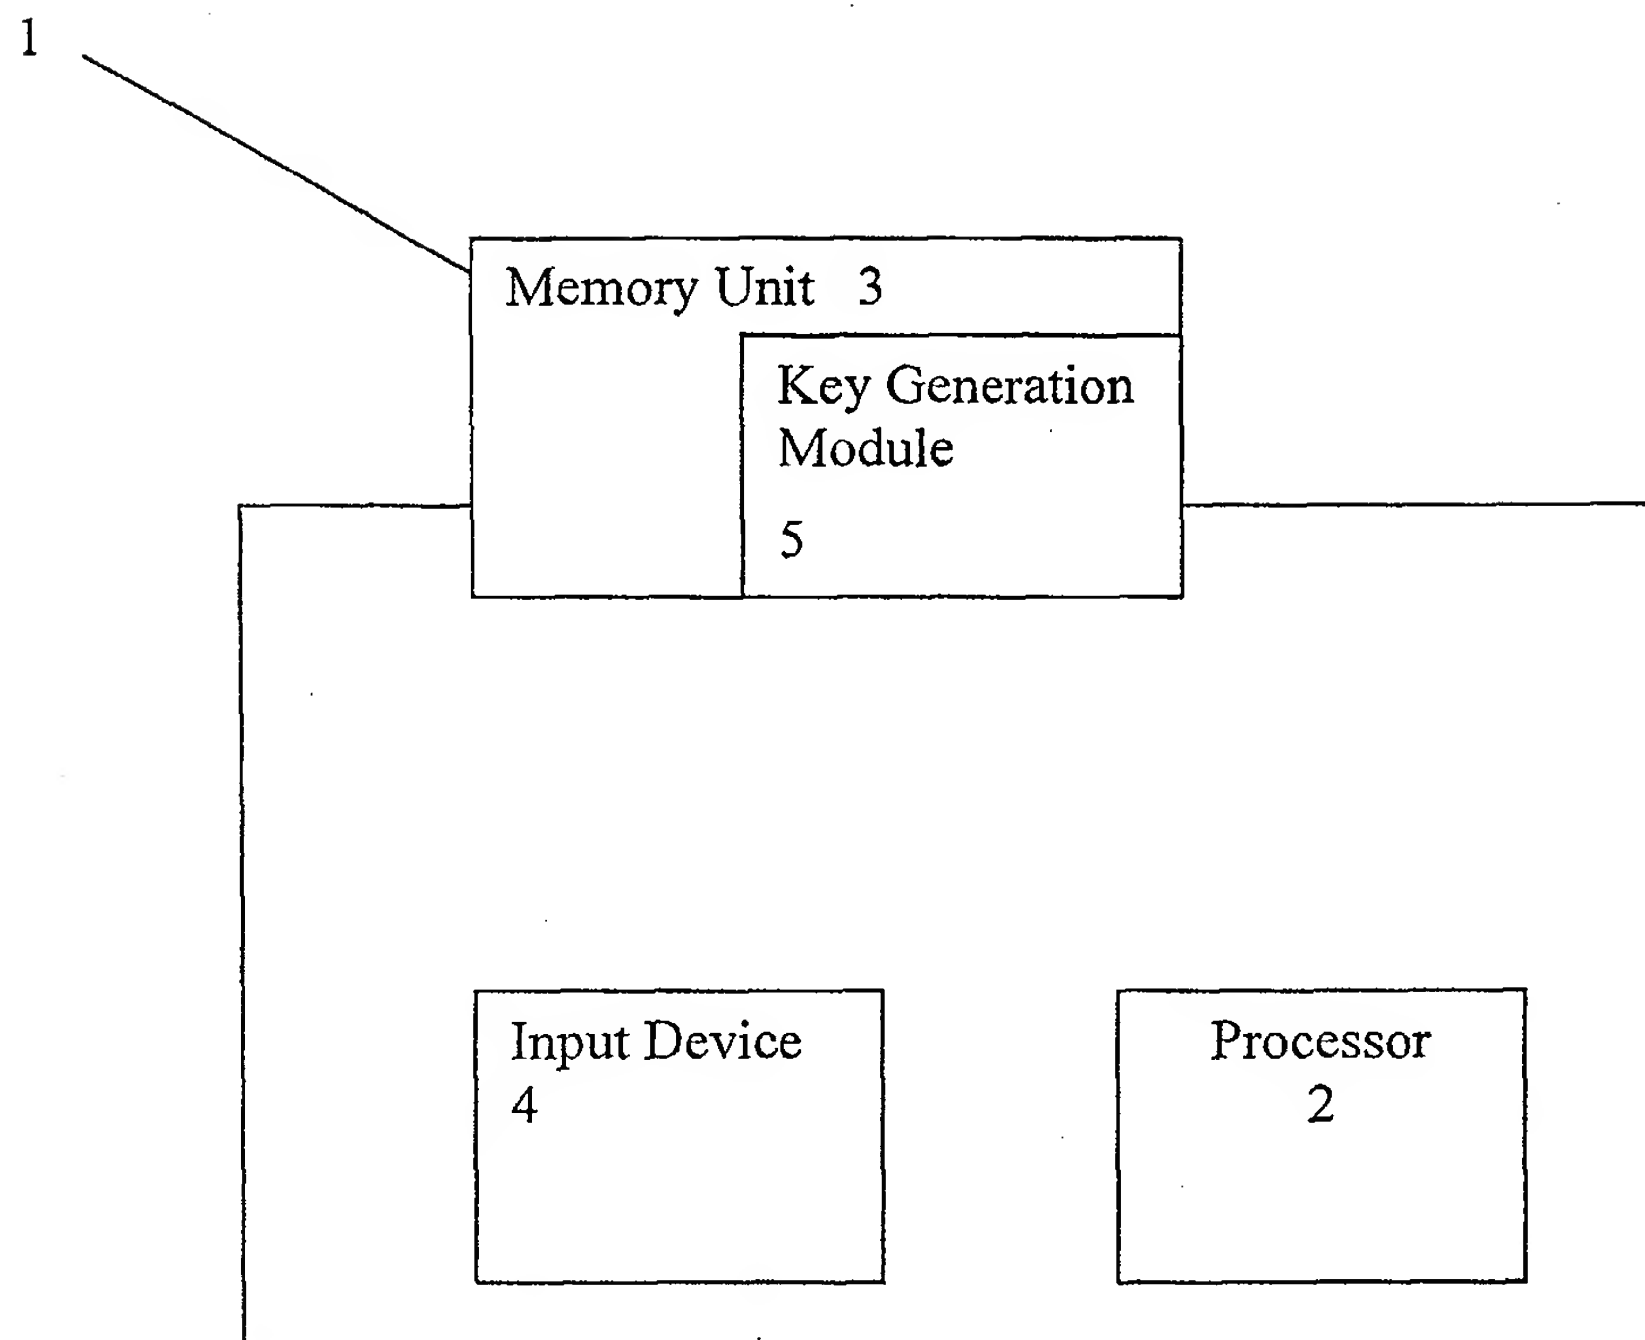 1
Memory Unit 3
Key Generation
Module
5
Input Device
4
Processor
2